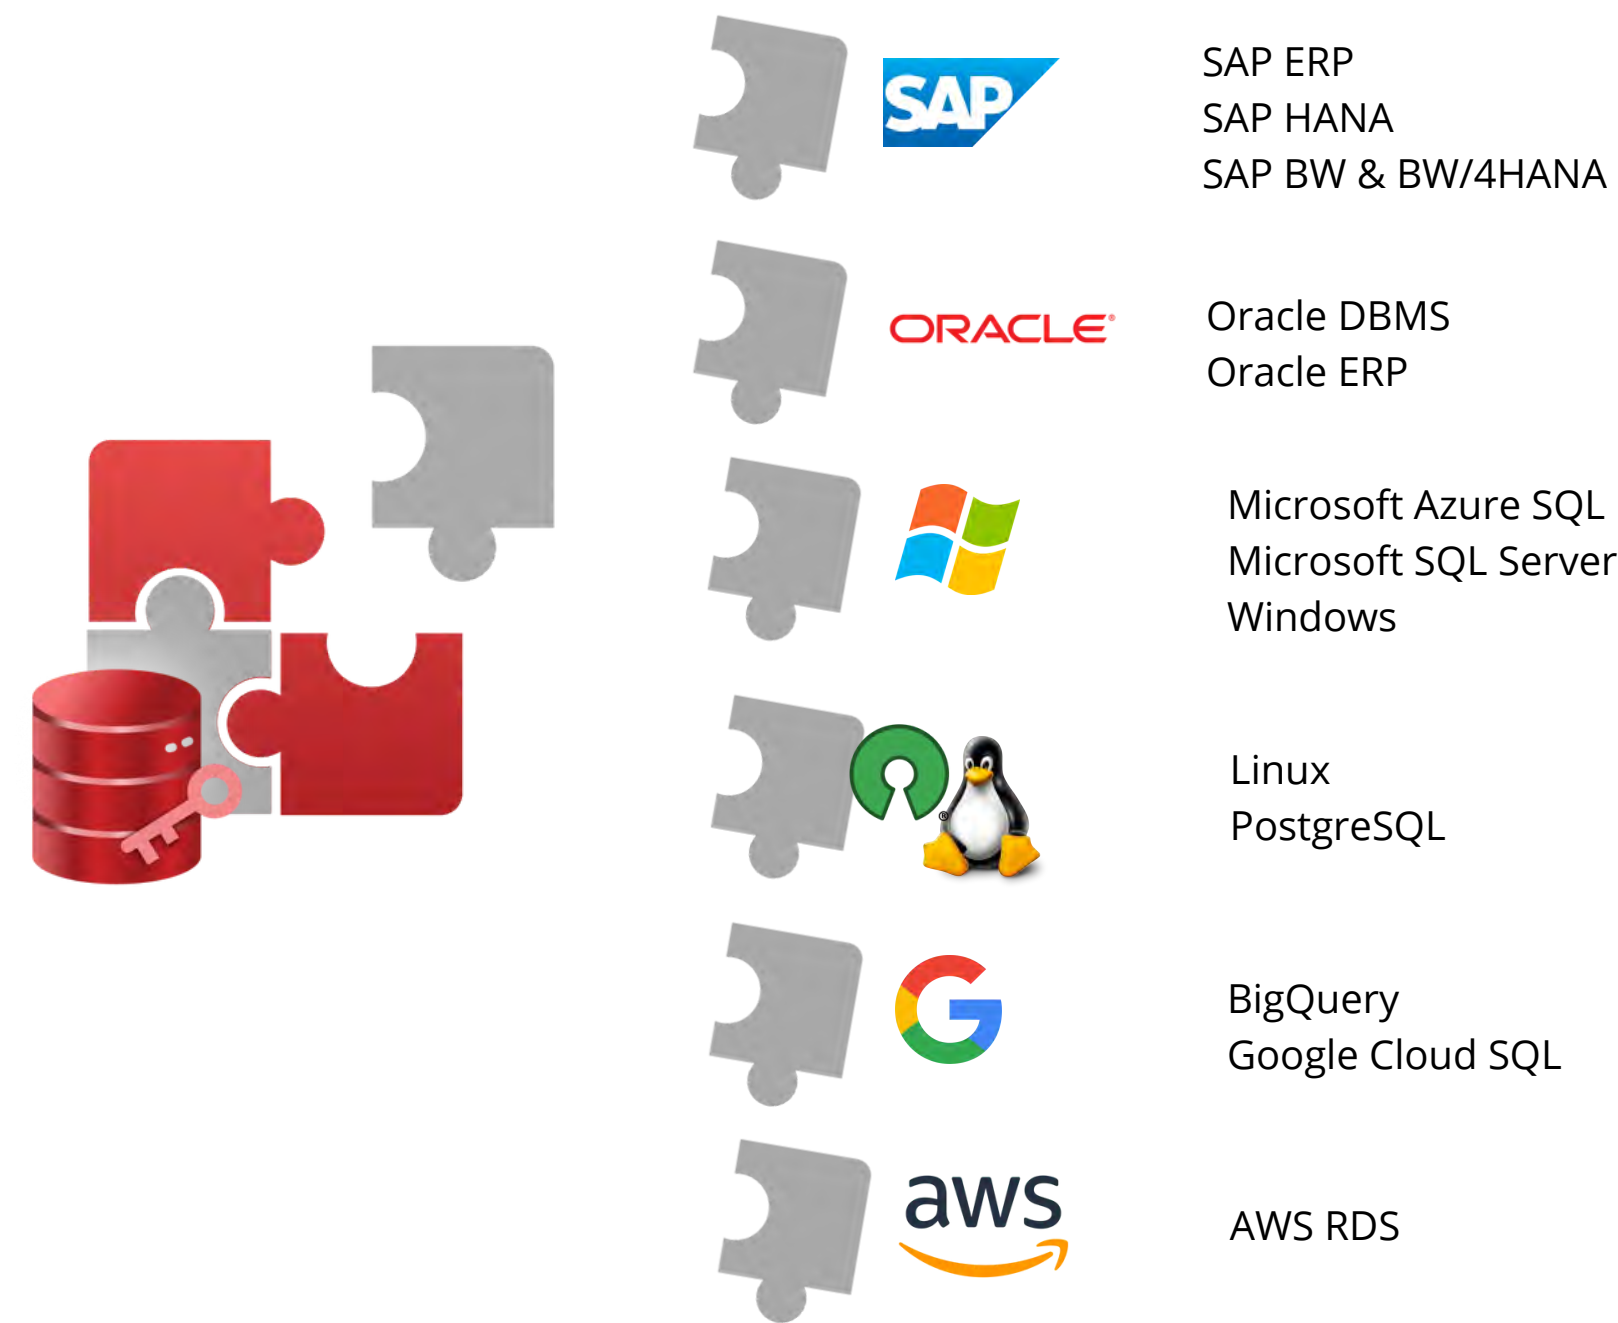 SAP
SAP ERP
SAP HANA
SAP BW & BW/4HANA
ORACLE®
Oracle DBMS
Oracle ERP
Microsoft Azure SQL
Microsoft SQL Server
Windows
®
Linux
PostgreSQL
G
BigQuery
Google Cloud SQL
aws
AWS RDS